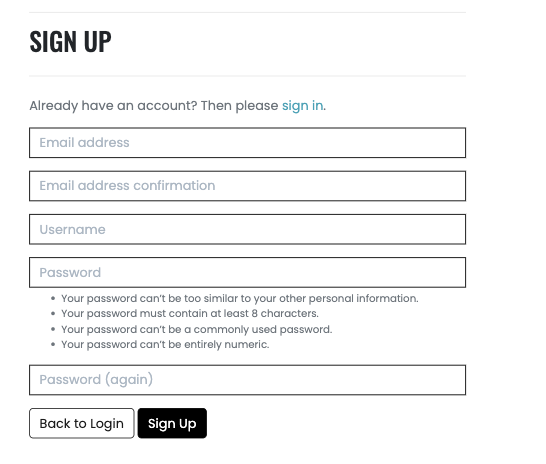 SIGN UP
Already have an account? Then please sign in.
Email address
Email address confirmation
Username
Password
• Your password can't be too similar to your other personal information.
• Your password must contain at least 8 characters.
• Your password can't be a commonly used password.
• Your password can't be entirely numeric.
Password (again)
Back to Login Sign Up